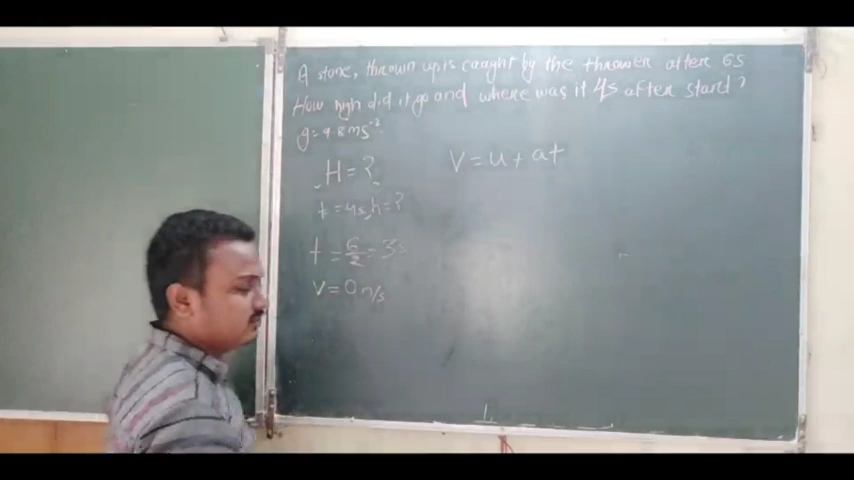 A stone, thrown up is caught by the thrower after 6s
How high did it go and where was it 4s after start?
g=9.8ms⁻²
H = ?
V = u + at
t = 4s, h = ?
t = 6/2 = 3s
V = 0 m/s